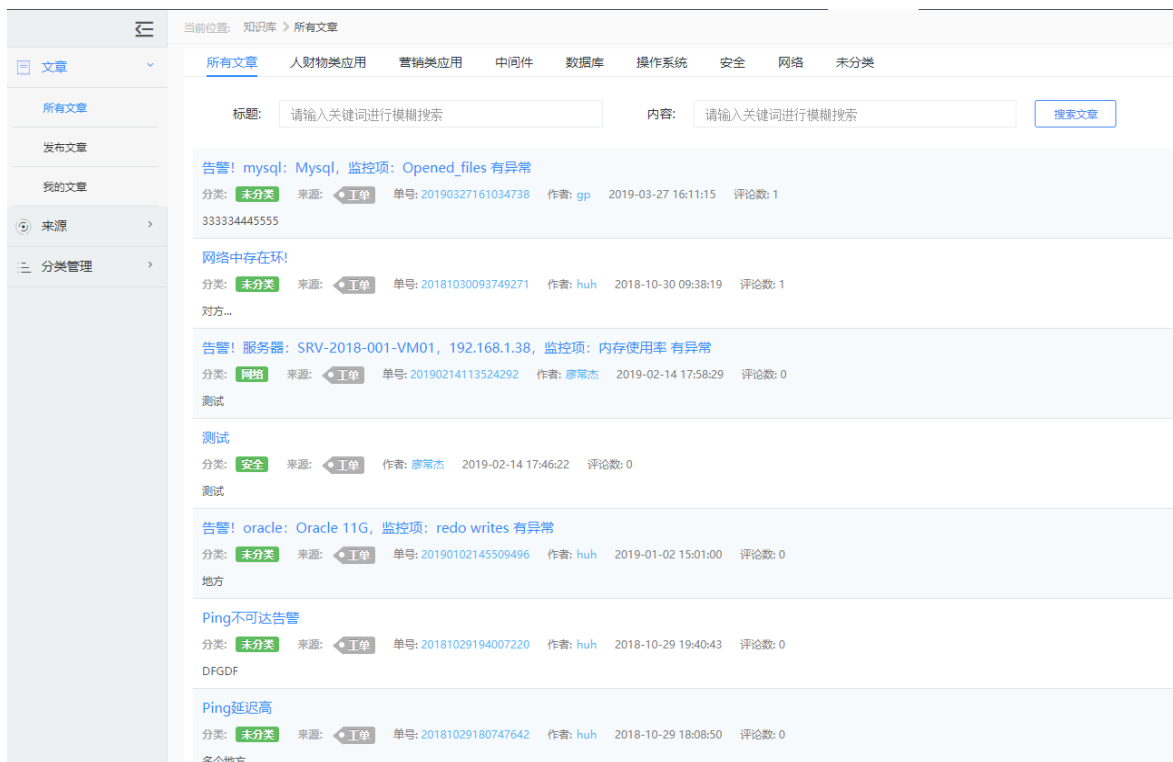 当前位置: 知识库 》 所有文章
文章
所有文章
发布文章
我的文章
来源
分类管理
所有文章 人财物类应用 营销类应用 中间件 数据库 操作系统 安全 网络 未分类
标题: 请输入关键词进行模糊搜索 内容: 请输入关键词进行模糊搜索 搜索文章
告警！mysql：Mysql，监控项：Opened_files 有异常
分类: 未分类 来源: 工单 单号: 20190327161034738 作者: gp 2019-03-27 16:11:15 评论数: 1
333334445555
网络中存在环!
分类: 未分类 来源: 工单 单号: 20181030093749271 作者: huh 2018-10-30 09:38:19 评论数: 1
对方...
告警！服务器：SRV-2018-001-VM01，192.168.1.38，监控项：内存使用率 有异常
分类: 网络 来源: 工单 单号: 20190214113524292 作者: 廖常杰 2019-02-14 17:58:29 评论数: 0
测试
测试
分类: 安全 来源: 工单 作者: 廖常杰 2019-02-14 17:46:22 评论数: 0
测试
告警！oracle：Oracle 11G，监控项：redo writes 有异常
分类: 未分类 来源: 工单 单号: 20190102145509496 作者: huh 2019-01-02 15:01:00 评论数: 0
地方
Ping不可达告警
分类: 未分类 来源: 工单 单号: 20181029194007220 作者: huh 2018-10-29 19:40:43 评论数: 0
DFGDF
Ping延迟高
分类: 未分类 来源: 工单 单号: 20181029180747642 作者: huh 2018-10-29 18:08:50 评论数: 0
多个地方